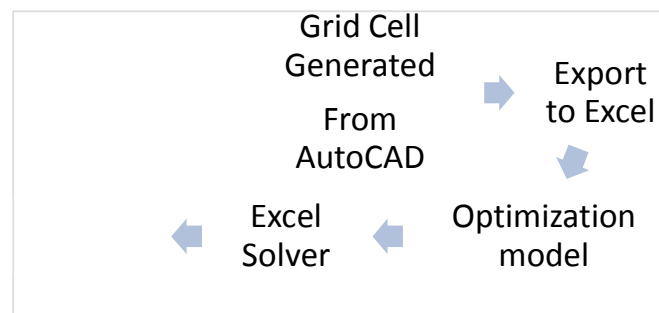 Grid Cell
Generated
From
AutoCAD
Export
to Excel
Optimization
model
Excel
Solver